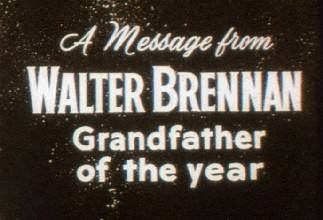 A Message from
WALTER BRENNAN
Grandfather
of the year